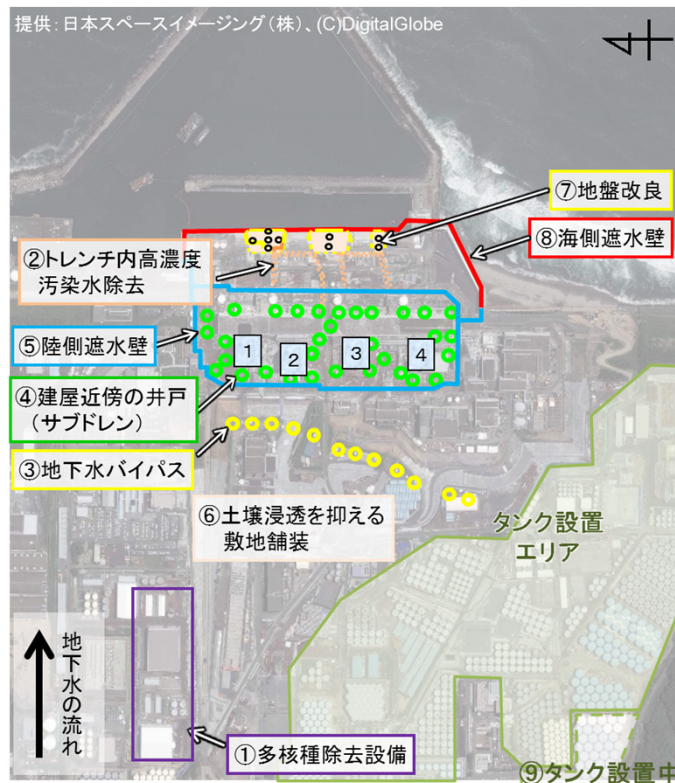 提供：日本スペースイメージング（株）、(C)DigitalGlobe
⑦地盤改良
②トレンチ内高濃度
汚染水除去
⑧海側遮水壁
⑤陸側遮水壁
1
2
3
4
④建屋近傍の井戸
（サブドレン）
③地下水バイパス
⑥土壌浸透を抑える
敷地舗装
タンク設置
エリア
地下水の流れ
①多核種除去設備
⑨タンク設置中